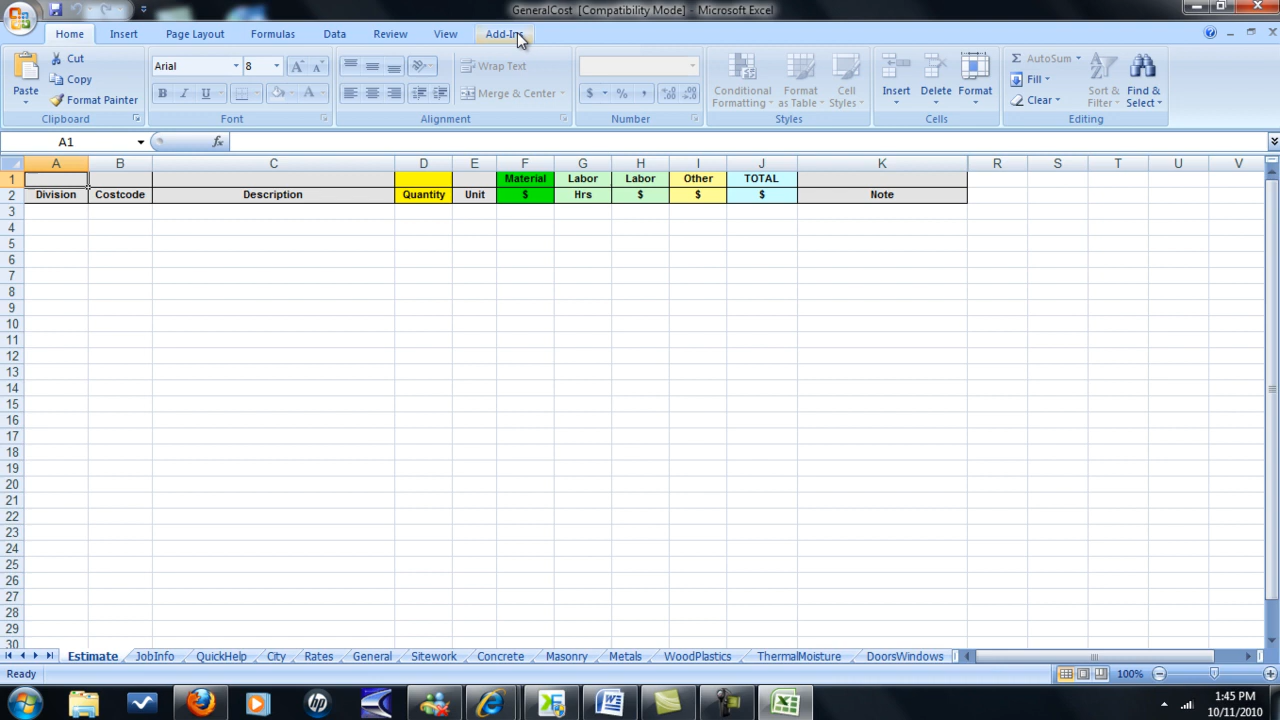 GeneralCost [Compatibility Mode] - Microsoft Excel
Home Insert Page Layout Formulas Data Review View Add-Ins
Paste
Cut
Copy
Format Painter
Clipboard
Arial 8
B I U A
Font
Wrap Text
Merge & Center
Alignment
$ % ,
Number
Conditional Formatting
Format as Table
Cell Styles
Styles
Insert Delete Format
Cells
Σ AutoSum
Fill
Clear
Sort & Filter
Find & Select
Editing
A1 fx
A B C D E F G H I J K R S T U V
1 Material Labor Labor Other TOTAL
2 Division Costcode Description Quantity Unit $ Hrs $ $ $ Note
3
4
5
6
7
8
9
10
11
12
13
14
15
16
17
18
19
20
21
22
23
24
25
26
27
28
29
30
Estimate JobInfo QuickHelp City Rates General Sitework Concrete Masonry Metals WoodPlastics ThermalMoisture DoorsWindows
Ready 100%
1:45 PM
10/11/2010